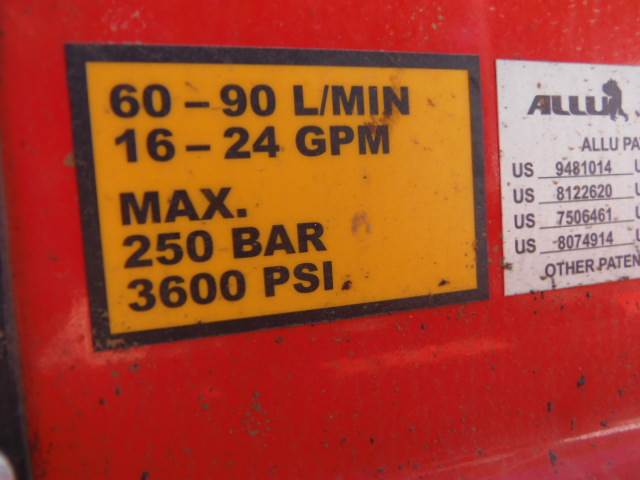 60 – 90 L/MIN
16 – 24 GPM
MAX.
250 BAR
3600 PSI
ALLU
ALLU PA
US 9481014 U
US 8122620 U
US 7506461 U
US 8074914 U
OTHER PATEN